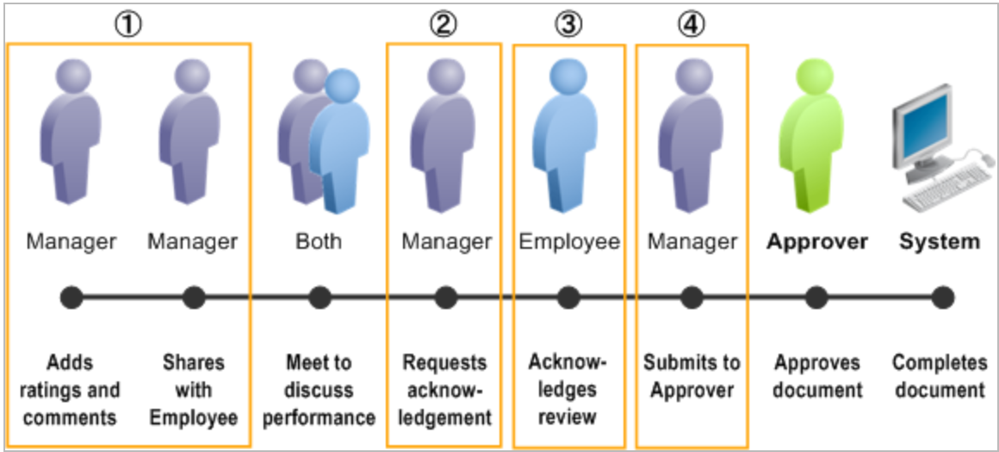 ① ② ③ ④
Manager Manager Both Manager Employee Manager Approver System
Adds
ratings and
comments
Shares
with
Employee
Meet to
discuss
performance
Requests
acknow-
ledgement
Acknow-
ledges
review
Submits to
Approver
Approves
document
Completes
document